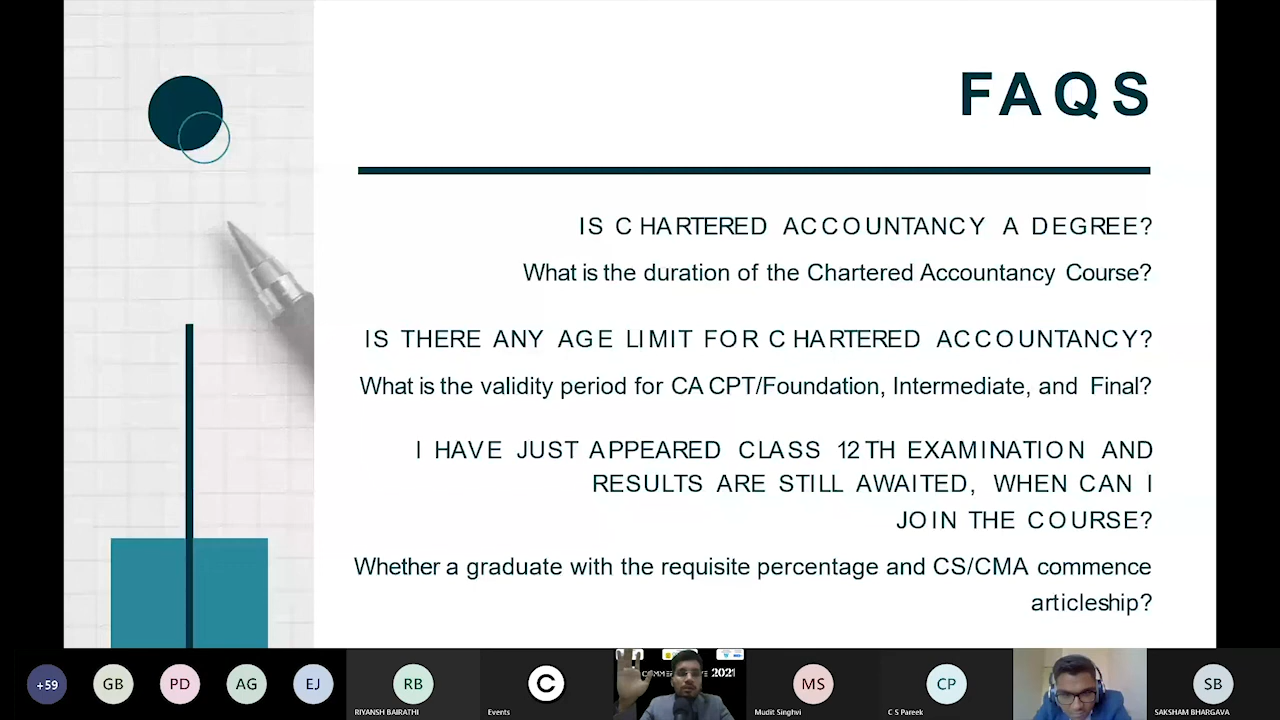 FAQS
IS CHARTERED ACCOUNTANCY A DEGREE?
What is the duration of the Chartered Accountancy Course?
IS THERE ANY AGE LIMIT FOR CHARTERED ACCOUNTANCY?
What is the validity period for CA CPT/Foundation, Intermediate, and Final?
I HAVE JUST APPEARED CLASS 12TH EXAMINATION AND
RESULTS ARE STILL AWAITED, WHEN CAN I
JOIN THE COURSE?
Whether a graduate with the requisite percentage and CS/CMA commence
articleship?
+59
GB
PD
AG
EJ
RB
RIYANSH BAIRATHI
C
Events
2021
MS
Mudit Singhvi
CP
C S Pareek
SB
SAKSHAM BHARGAVA